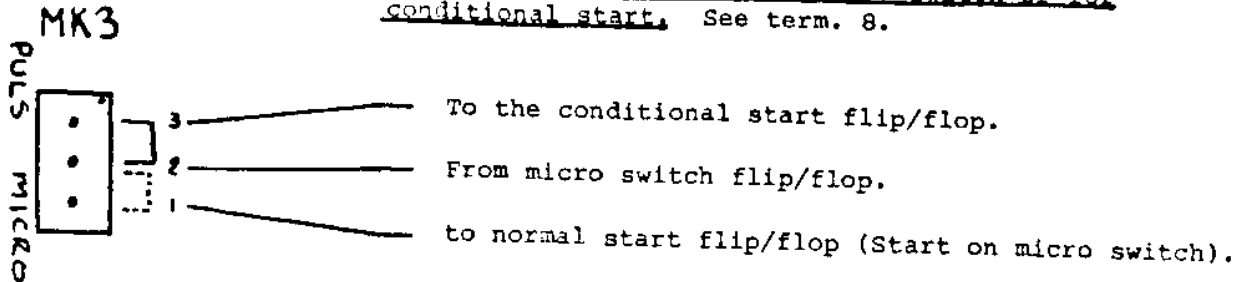 conditional start. See term. 8.
MK3
PULS MICRO
3 To the conditional start flip/flop.
2 From micro switch flip/flop.
1 to normal start flip/flop (Start on micro switch).